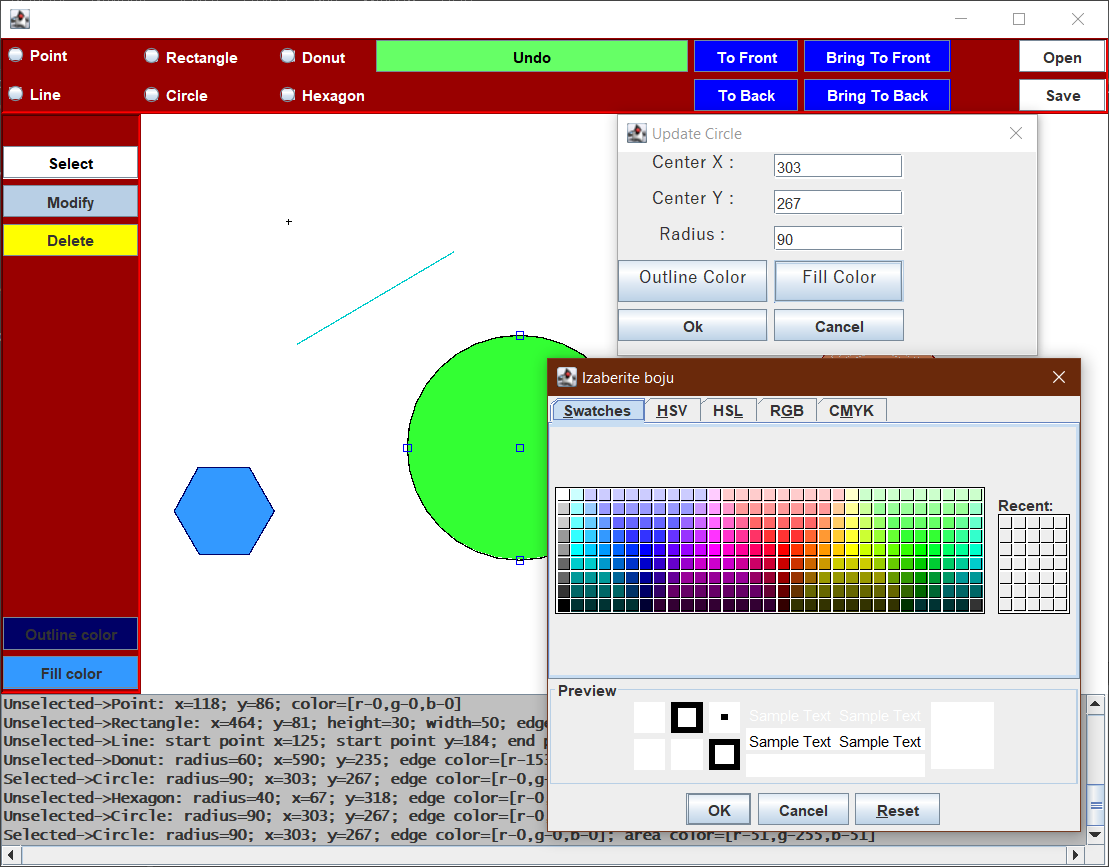 Point
Rectangle
Donut
Undo
To Front
Bring To Front
Open
Line
Circle
Hexagon
To Back
Bring To Back
Save
Select
Modify
Delete
Outline color
Fill color
Update Circle
Center X :
303
Center Y :
267
Radius :
90
Outline Color
Fill Color
Ok
Cancel
Izaberite boju
Swatches
HSV
HSL
RGB
CMYK
Recent:
Preview
Sample Text Sample Text
Sample Text Sample Text
OK
Cancel
Reset
Unselected->Point: x=118; y=86; color=[r-0,g-0,b-0]
Unselected->Rectangle: x=464; y=81; height=30; width=50; edge
Unselected->Line: start point x=125; start point y=184; end p
Unselected->Donut: radius=60; x=590; y=235; edge color=[r-153
Selected->Circle: radius=90; x=303; y=267; edge color=[r-0,g-0
Unselected->Hexagon: radius=40; x=67; y=318; edge color=[r-0
Unselected->Circle: radius=90; x=303; y=267; edge color=[r-0
Selected->Circle: radius=90; x=303; y=267; edge color=[r-0,g-0,b-0]; area color=[r-51,g-255,b-51]